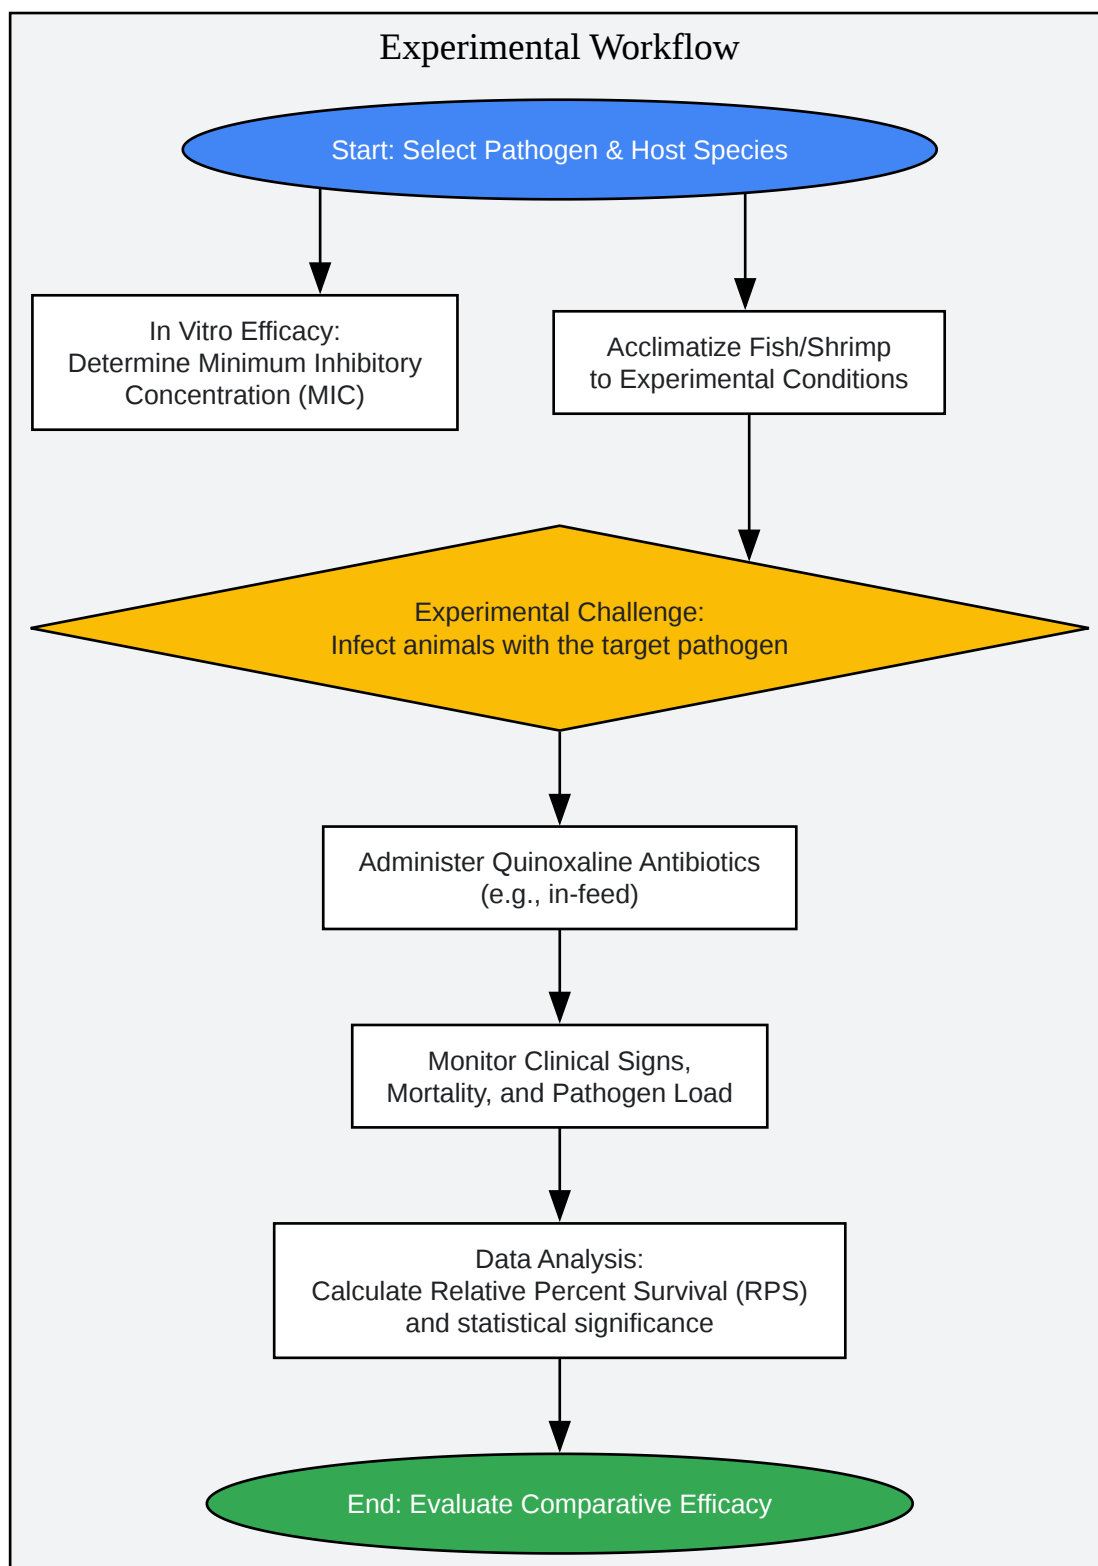 Experimental Workflow
Start: Select Pathogen & Host Species
In Vitro Efficacy:
Determine Minimum Inhibitory
Concentration (MIC)
Acclimatize Fish/Shrimp
to Experimental Conditions
Experimental Challenge:
Infect animals with the target pathogen
Administer Quinoxaline Antibiotics
(e.g., in-feed)
Monitor Clinical Signs,
Mortality, and Pathogen Load
Data Analysis:
Calculate Relative Percent Survival (RPS)
and statistical significance
End: Evaluate Comparative Efficacy